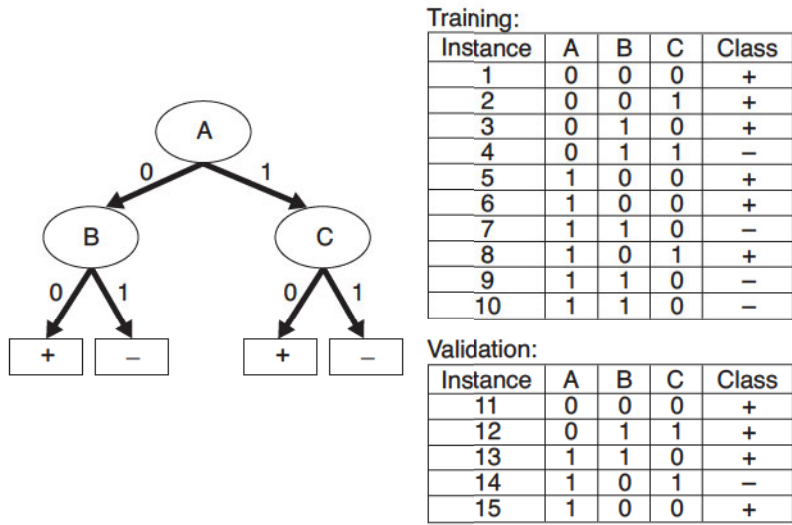 A
0 1
B C
0 1 0 1
+ – + –
Training:
Instance A B C Class
1 0 0 0 +
2 0 0 1 +
3 0 1 0 +
4 0 1 1 –
5 1 0 0 +
6 1 0 0 +
7 1 1 0 –
8 1 0 1 +
9 1 1 0 –
10 1 1 0 –
Validation:
Instance A B C Class
11 0 0 0 +
12 0 1 1 +
13 1 1 0 +
14 1 0 1 –
15 1 0 0 +